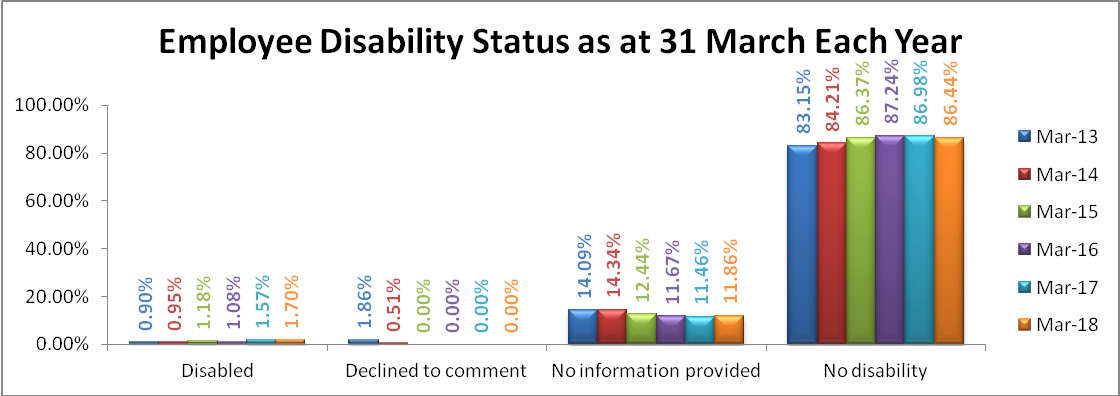 Employee Disability Status as at 31 March Each Year
100.00%
80.00%
60.00%
40.00%
20.00%
0.00%
0.90%
0.95%
1.18%
1.08%
1.57%
1.70%
1.86%
0.51%
0.00%
0.00%
0.00%
0.00%
14.09%
14.34%
12.44%
11.67%
11.46%
11.86%
83.15%
84.21%
86.37%
87.24%
86.98%
86.44%
Disabled
Declined to comment
No information provided
No disability
Mar-13
Mar-14
Mar-15
Mar-16
Mar-17
Mar-18